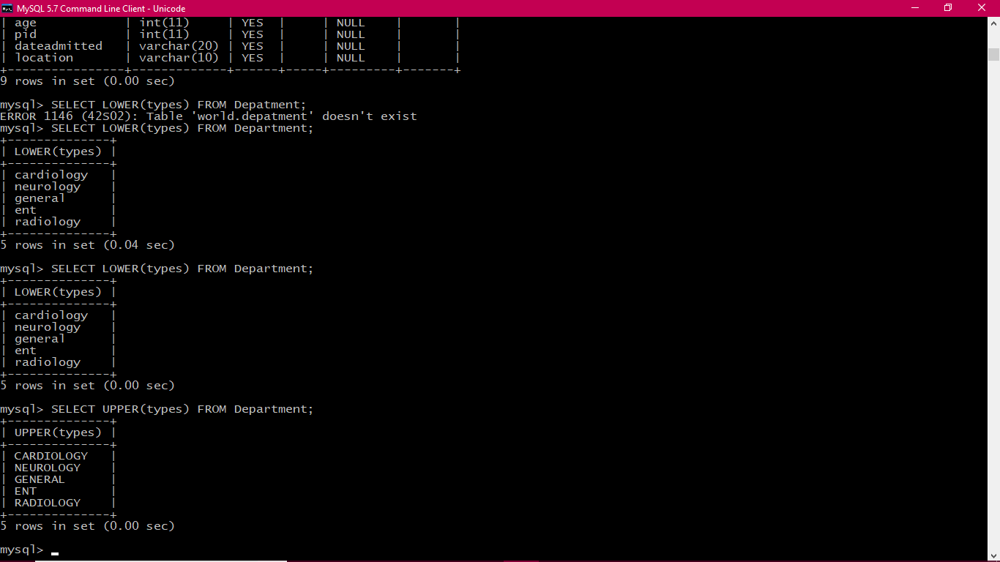 MySQL 5.7 Command Line Client - Unicode
| age            | int(11)     | YES  |     | NULL    |       |
| pid            | int(11)     | YES  |     | NULL    |       |
| dateadmitted   | varchar(20) | YES  |     | NULL    |       |
| location       | varchar(10) | YES  |     | NULL    |       |
+----------------+-------------+------+-----+---------+-------+
9 rows in set (0.00 sec)
mysql> SELECT LOWER(types) FROM Depatment;
ERROR 1146 (42S02): Table 'world.depatment' doesn't exist
mysql> SELECT LOWER(types) FROM Department;
+--------------+
| LOWER(types) |
+--------------+
| cardiology   |
| neurology    |
| general      |
| ent          |
| radiology    |
+--------------+
5 rows in set (0.04 sec)
mysql> SELECT LOWER(types) FROM Department;
+--------------+
| LOWER(types) |
+--------------+
| cardiology   |
| neurology    |
| general      |
| ent          |
| radiology    |
+--------------+
5 rows in set (0.00 sec)
mysql> SELECT UPPER(types) FROM Department;
+--------------+
| UPPER(types) |
+--------------+
| CARDIOLOGY   |
| NEUROLOGY    |
| GENERAL      |
| ENT          |
| RADIOLOGY    |
+--------------+
5 rows in set (0.00 sec)
mysql> _